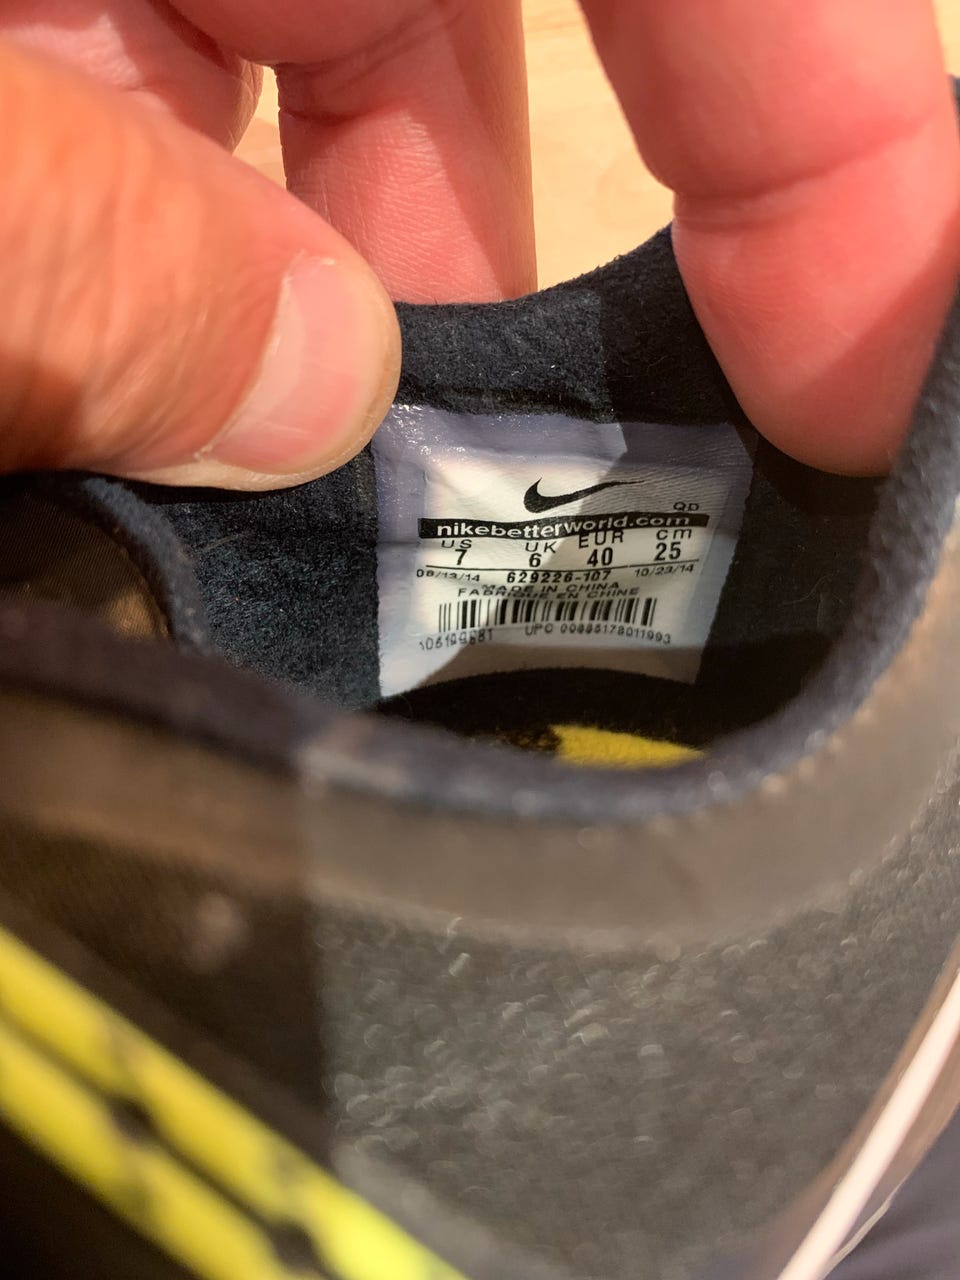 QD
nikebetterworld.com
US UK EUR cm
7 6 40 25
08/13/14 629226-107 10/23/14
MADE IN CHINA
FABRIQUE EN CHINE
UPC 00885178011993